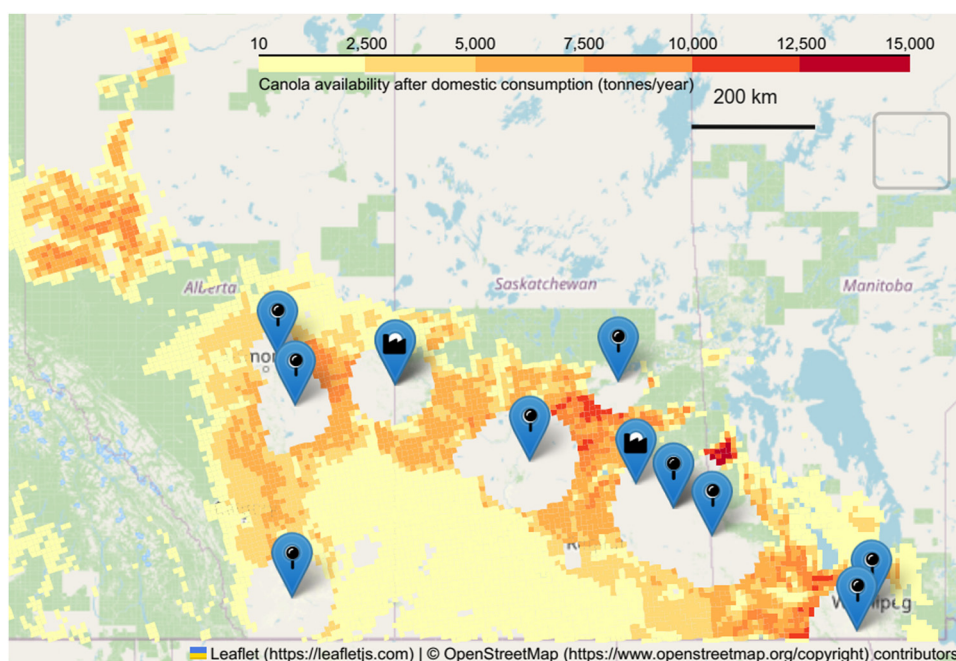 10 2,500 5,000 7,500 10,000 12,500 15,000
Canola availability after domestic consumption (tonnes/year)
200 km
Alberta
Saskatchewan
Manitoba
Leaflet (https://leafletjs.com) | © OpenStreetMap (https://www.openstreetmap.org/copyright) contributors